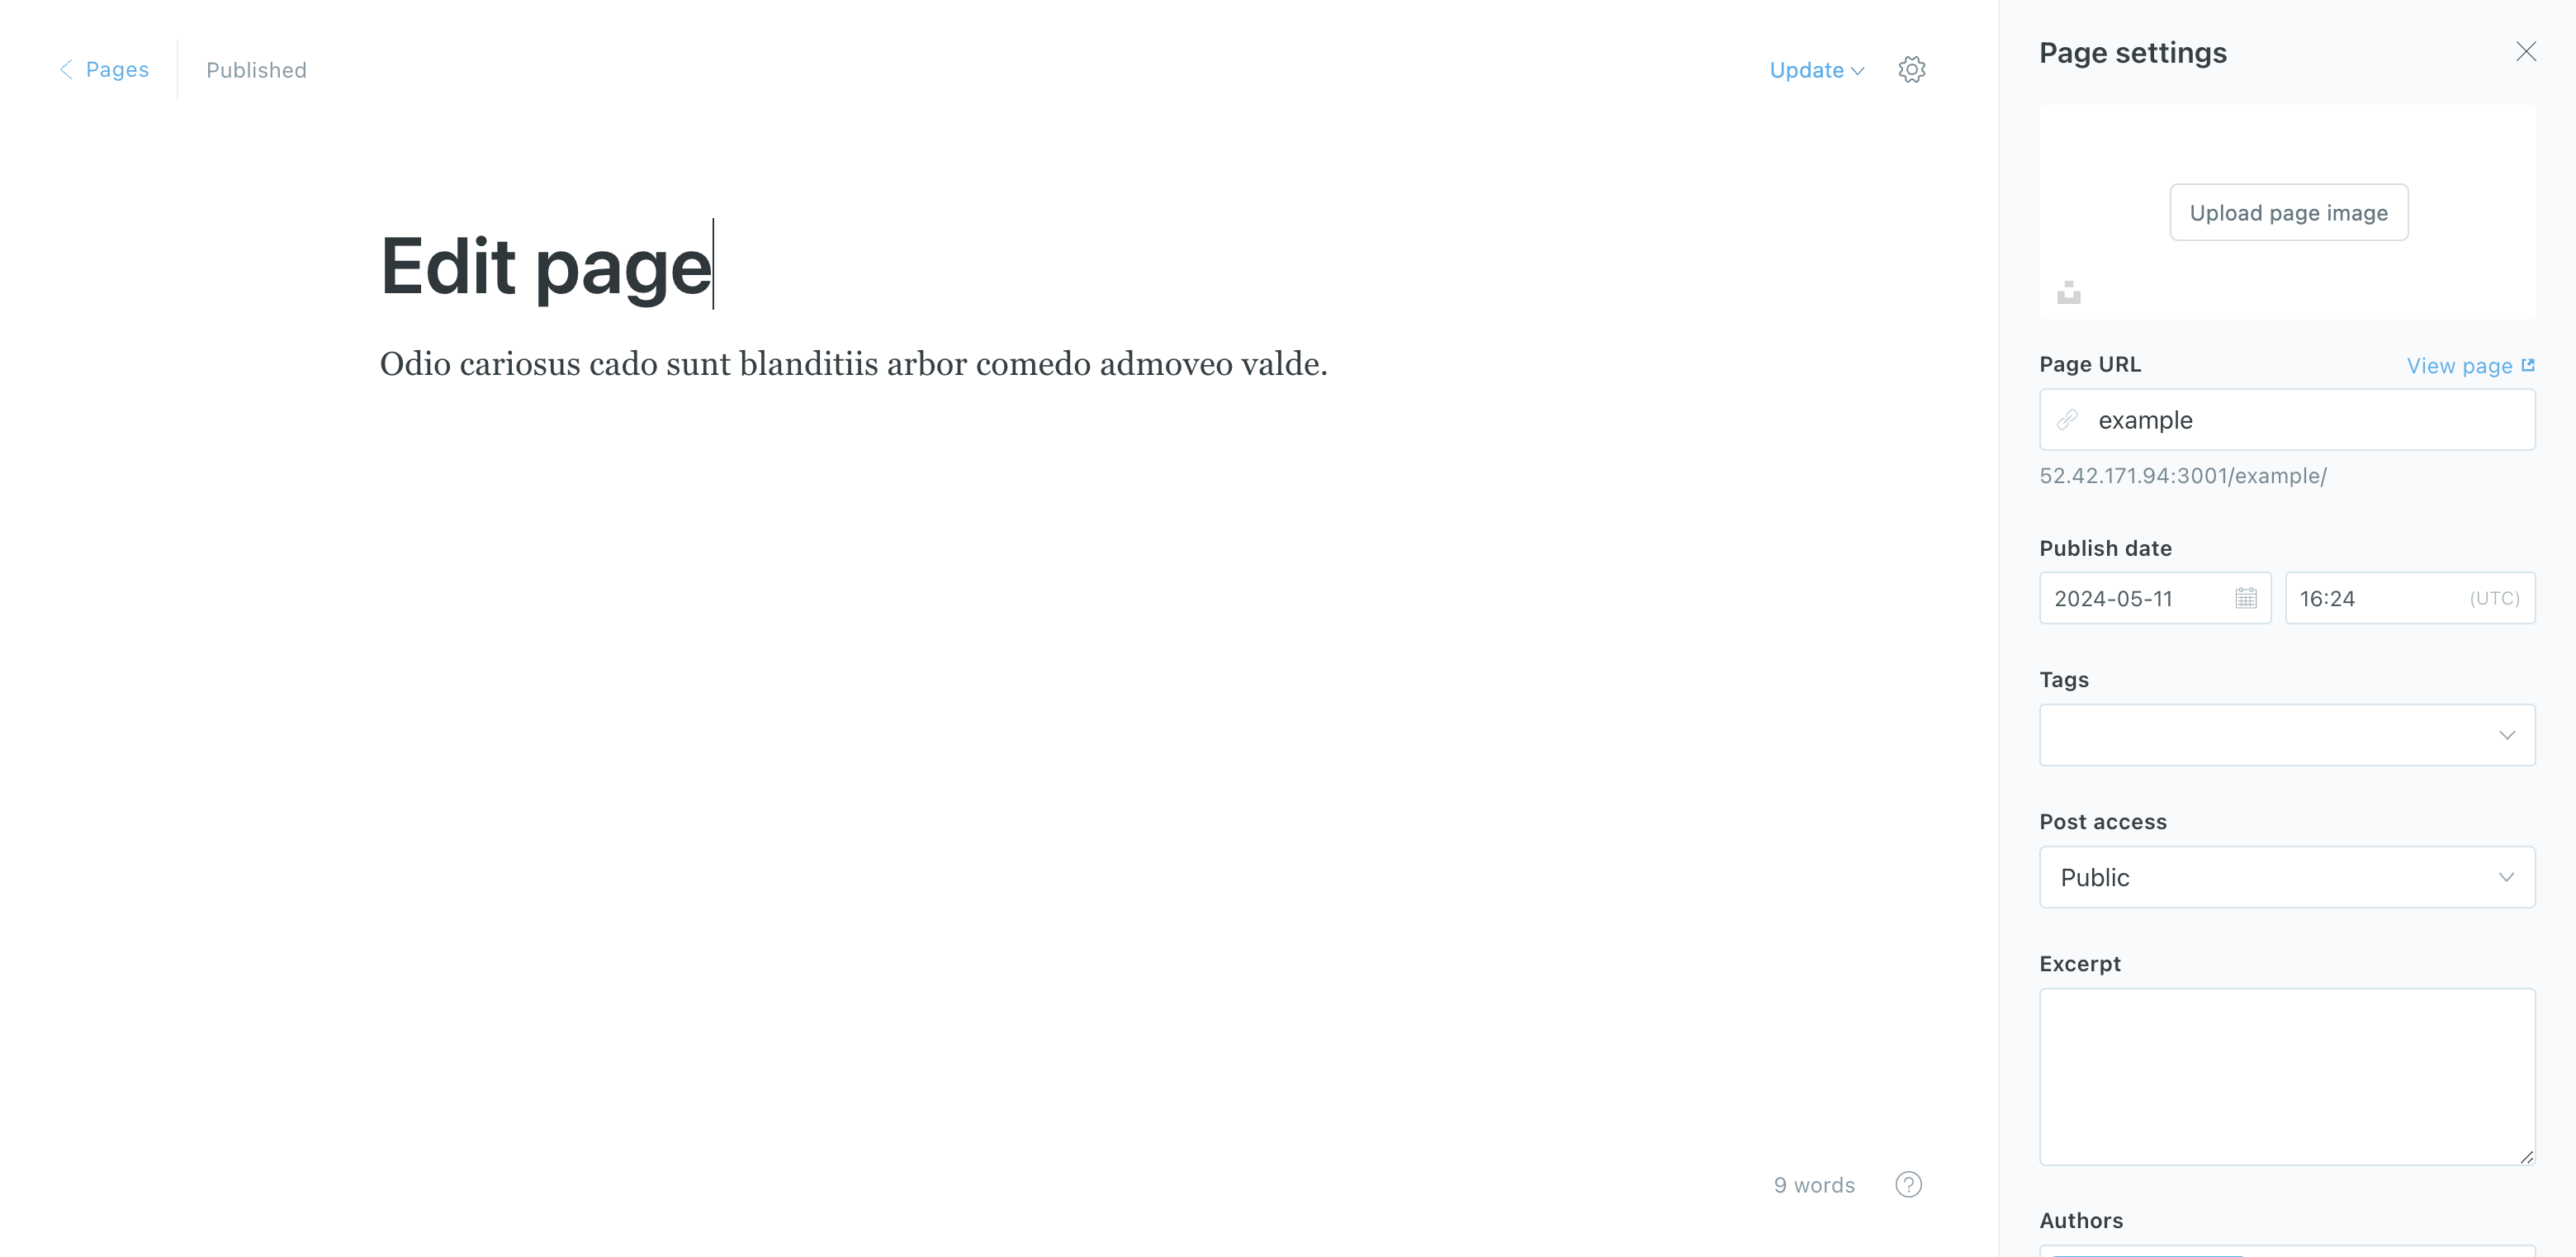 Pages
Published
Update
Edit page
Odio cariosus cado sunt blanditiis arbor comedo admoveo valde.
9 words
Page settings
Upload page image
Page URL
View page
example
52.42.171.94:3001/example/
Publish date
2024-05-11
16:24 (UTC)
Tags
Post access
Public
Excerpt
Authors